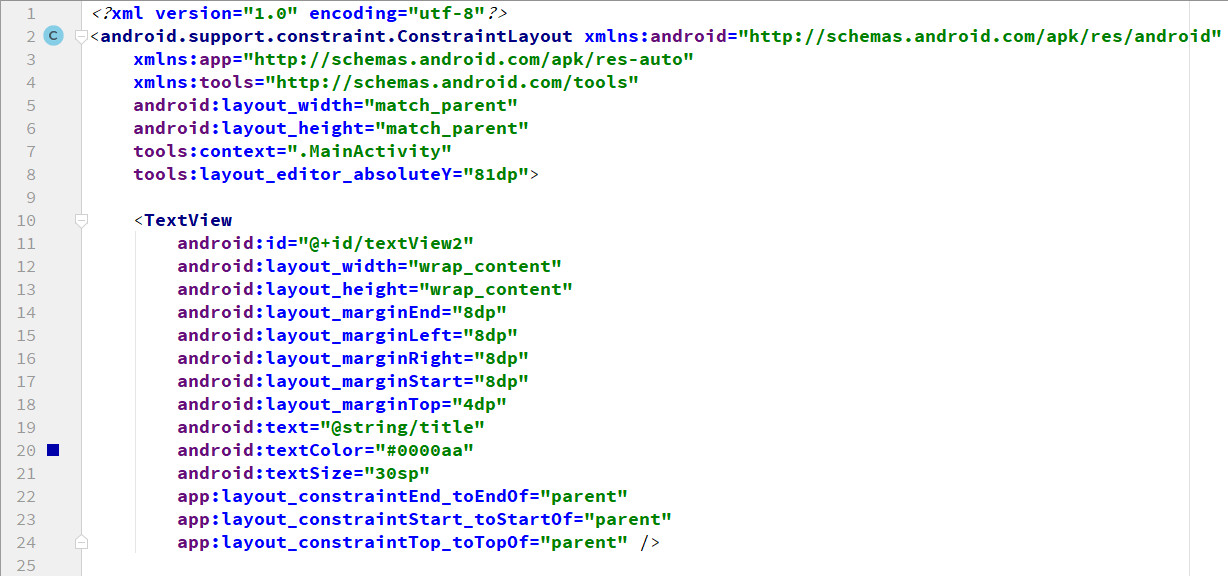 1 <?xml version="1.0" encoding="utf-8"?>
2 C <android.support.constraint.ConstraintLayout xmlns:android="http://schemas.android.com/apk/res/android"
3 xmlns:app="http://schemas.android.com/apk/res-auto"
4 xmlns:tools="http://schemas.android.com/tools"
5 android:layout_width="match_parent"
6 android:layout_height="match_parent"
7 tools:context=".MainActivity"
8 tools:layout_editor_absoluteY="81dp">
9
10 <TextView
11 android:id="@+id/textView2"
12 android:layout_width="wrap_content"
13 android:layout_height="wrap_content"
14 android:layout_marginEnd="8dp"
15 android:layout_marginLeft="8dp"
16 android:layout_marginRight="8dp"
17 android:layout_marginStart="8dp"
18 android:layout_marginTop="4dp"
19 android:text="@string/title"
20 android:textColor="#0000aa"
21 android:textSize="30sp"
22 app:layout_constraintEnd_toEndOf="parent"
23 app:layout_constraintStart_toStartOf="parent"
24 app:layout_constraintTop_toTopOf="parent" />
25